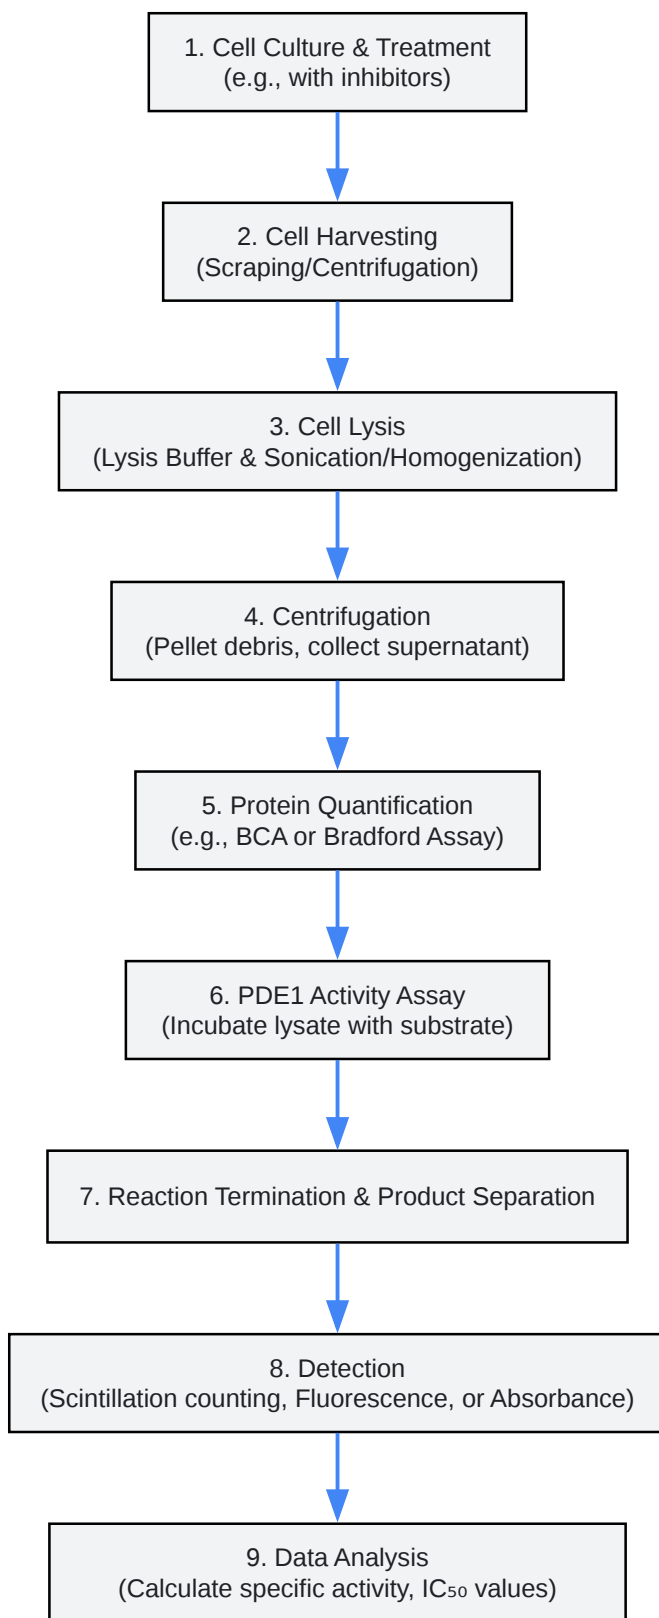 1. Cell Culture & Treatment
(e.g., with inhibitors)
2. Cell Harvesting
(Scraping/Centrifugation)
3. Cell Lysis
(Lysis Buffer & Sonication/Homogenization)
4. Centrifugation
(Pellet debris, collect supernatant)
5. Protein Quantification
(e.g., BCA or Bradford Assay)
6. PDE1 Activity Assay
(Incubate lysate with substrate)
7. Reaction Termination & Product Separation
8. Detection
(Scintillation counting, Fluorescence, or Absorbance)
9. Data Analysis
(Calculate specific activity, IC₅₀ values)